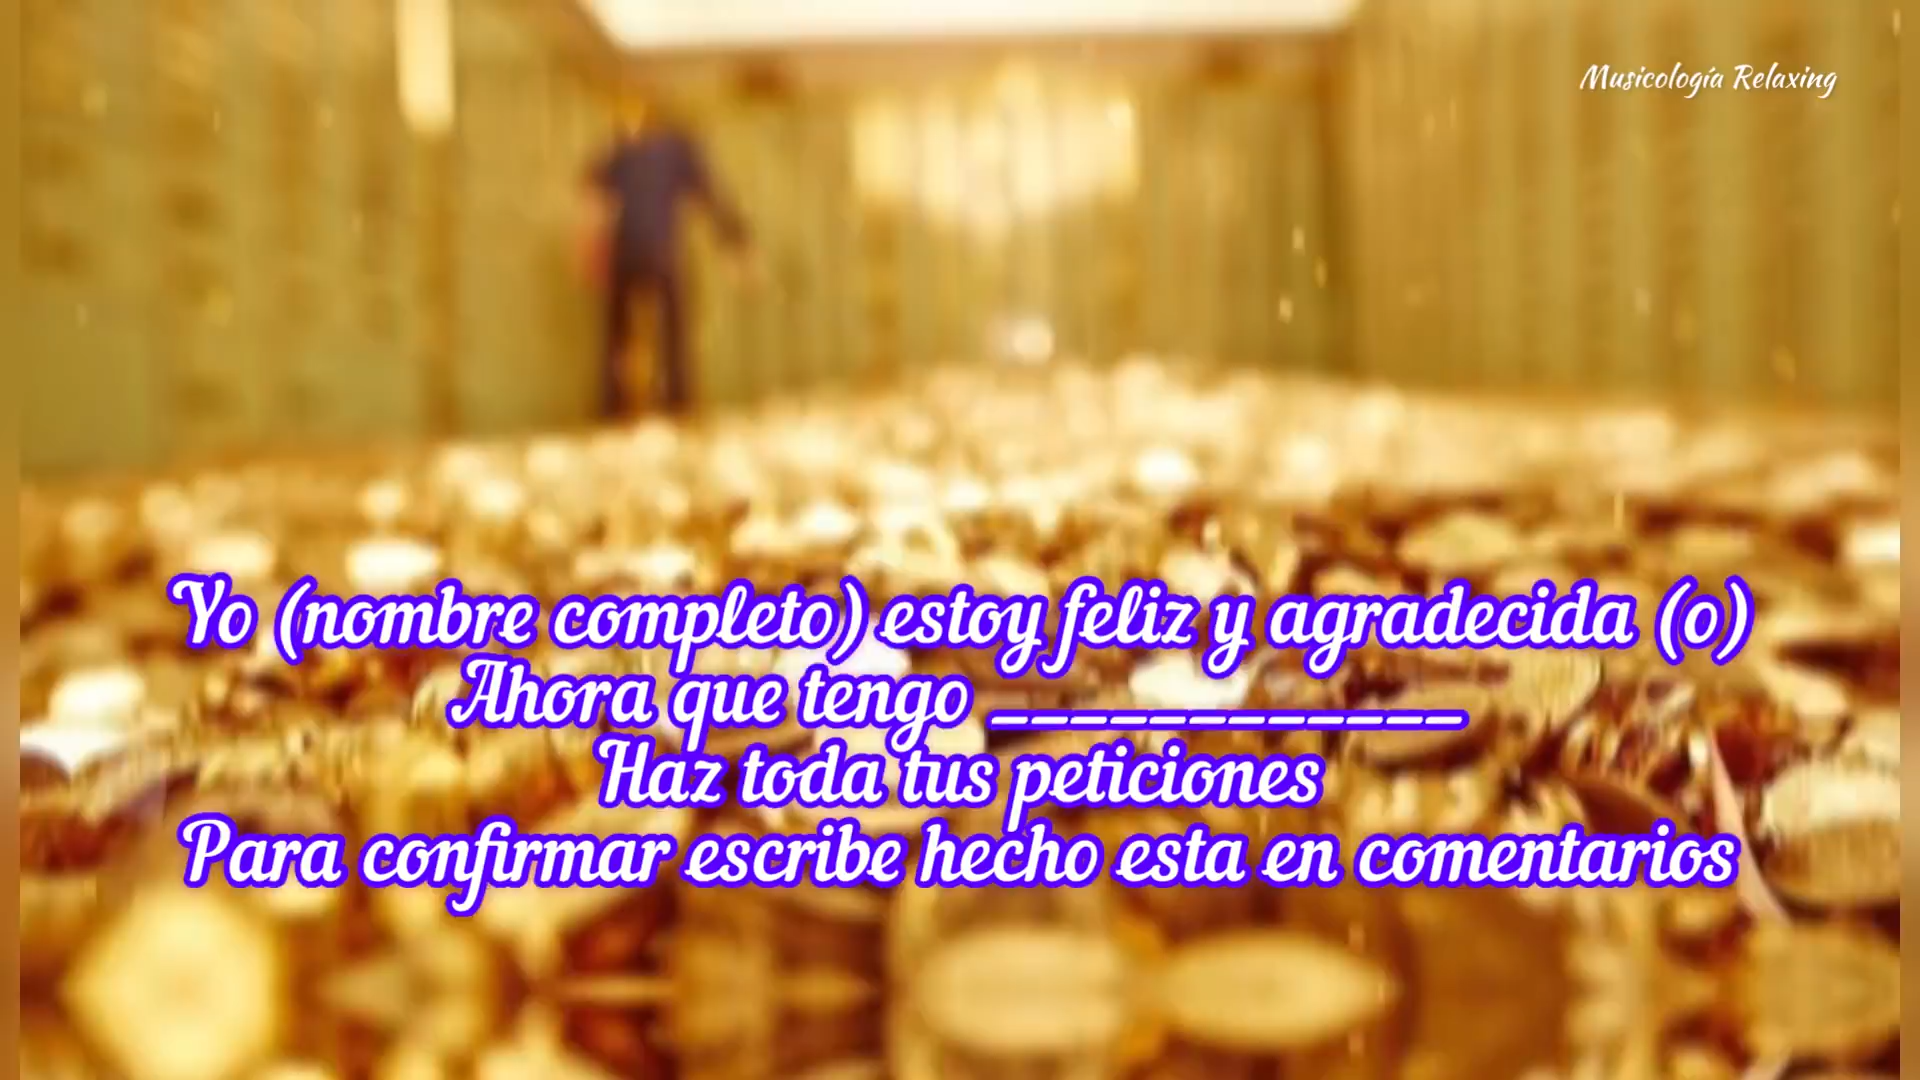 Musicología Relaxing
Yo (nombre completo) estoy feliz y agradecida (o)
Ahora que tengo ____________
Haz toda tus peticiones
Para confirmar escribe hecho esta en comentarios